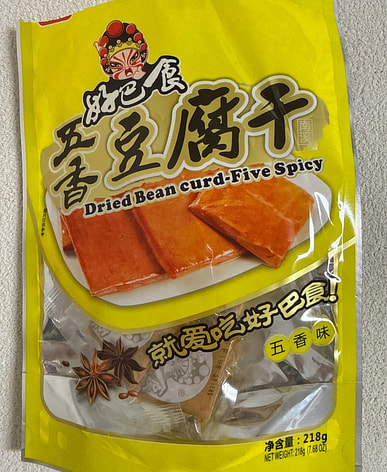 好巴食
五香
豆腐干
Dried Bean curd-Five Spicy
就爱吃好巴食!
五香味
净含量:218g
NET WEIGHT: 218g (7.68 OZ)